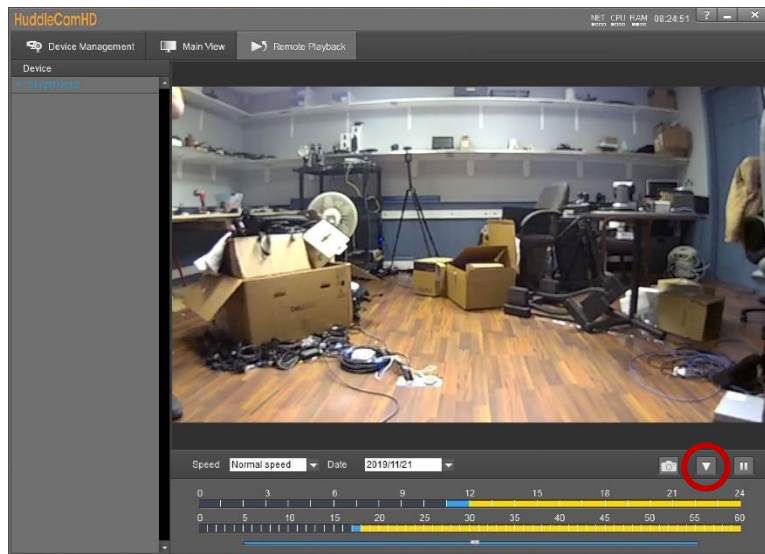 HuddleCamHD
NET CPU RAM 08:24:51 ? – ×
Device Management Main View Remote Playback
Device
Speed Normal speed Date 2019/11/21
0 3 6 9 12 15 18 21 24
0 5 10 15 20 25 30 35 40 45 50 55 60